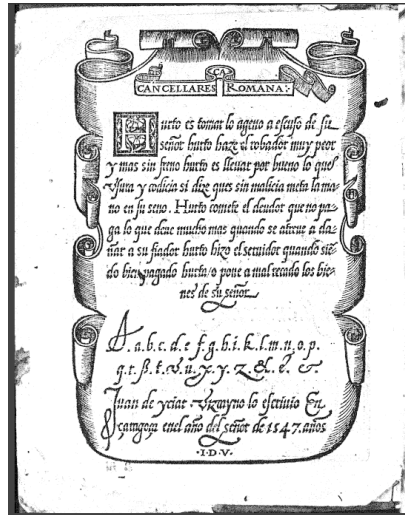 CANCELLARESCA ROMANA:
Hurto es tomar lo ageno a escuso de su
señor hurto haze el robador muy peor
y mas sin freno hurto es lleuar por bueno lo que
Vsura y codicia si dize ques sin malicia meta la ma-
no en su seno. Hurto comete el deudor que no pa-
ga lo que deue mucho mas quando se atreue a da-
ñar a su fiador hurto hizo el seruidor quando sië-
do bien pagado hurta / o pone a mal recado los bie-
nes de su señor
A a.b.c.d.e f.g.h.i.k.l.m.n.o.p.
q.r.ß.t.v.u.x.y.z.&.
Juan de yciar Vizcayno lo escriuio En
çaragoça enel año del señor de 1547.años
·I·D·V·